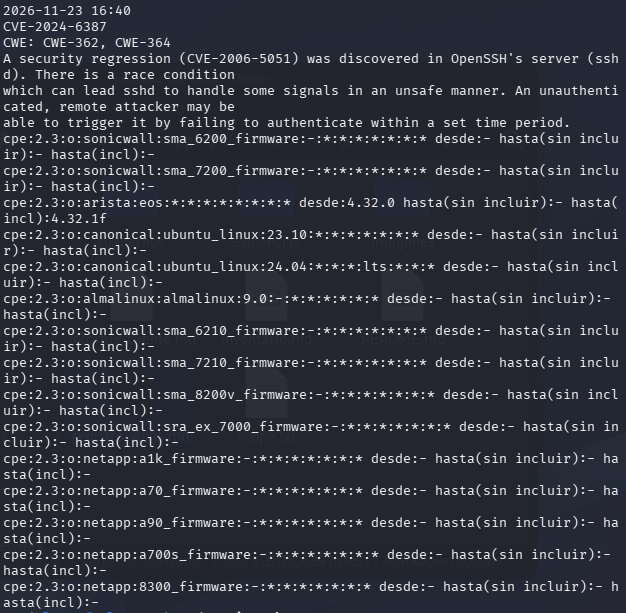 2026-11-23 16:40
CVE-2024-6387
CWE: CWE-362, CWE-364
A security regression (CVE-2006-5051) was discovered in OpenSSH's server (ssh
d). There is a race condition
which can lead sshd to handle some signals in an unsafe manner. An unauthenti
cated, remote attacker may be
able to trigger it by failing to authenticate within a set time period.
cpe:2.3:o:sonicwall:sma_6200_firmware:-:*:*:*:*:*:*:* desde:- hasta(sin inclu
ir):- hasta(incl):-
cpe:2.3:o:sonicwall:sma_7200_firmware:-:*:*:*:*:*:*:* desde:- hasta(sin inclu
ir):- hasta(incl):-
cpe:2.3:o:arista:eos:*:*:*:*:*:*:*:* desde:4.32.0 hasta(sin incluir):- hasta(
incl):4.32.1f
cpe:2.3:o:canonical:ubuntu_linux:23.10:*:*:*:*:*:*:* desde:- hasta(sin inclui
r):- hasta(incl):-
cpe:2.3:o:canonical:ubuntu_linux:24.04:*:*:*:lts:*:*:* desde:- hasta(sin incl
uir):- hasta(incl):-
cpe:2.3:o:almalinux:almalinux:9.0:-:*:*:*:*:*:* desde:- hasta(sin incluir):-
hasta(incl):-
cpe:2.3:o:sonicwall:sma_6210_firmware:-:*:*:*:*:*:*:* desde:- hasta(sin inclu
ir):- hasta(incl):-
cpe:2.3:o:sonicwall:sma_7210_firmware:-:*:*:*:*:*:*:* desde:- hasta(sin inclu
ir):- hasta(incl):-
cpe:2.3:o:sonicwall:sma_8200v_firmware:-:*:*:*:*:*:*:* desde:- hasta(sin incl
uir):- hasta(incl):-
cpe:2.3:o:sonicwall:sra_ex_7000_firmware:-:*:*:*:*:*:*:* desde:- hasta(sin in
cluir):- hasta(incl):-
cpe:2.3:o:netapp:a1k_firmware:-:*:*:*:*:*:*:* desde:- hasta(sin incluir):- ha
sta(incl):-
cpe:2.3:o:netapp:a70_firmware:-:*:*:*:*:*:*:* desde:- hasta(sin incluir):- ha
sta(incl):-
cpe:2.3:o:netapp:a90_firmware:-:*:*:*:*:*:*:* desde:- hasta(sin incluir):- ha
sta(incl):-
cpe:2.3:o:netapp:a700s_firmware:-:*:*:*:*:*:*:* desde:- hasta(sin incluir):-
hasta(incl):-
cpe:2.3:o:netapp:8300_firmware:-:*:*:*:*:*:*:* desde:- hasta(sin incluir):- h
asta(incl):-
README.md